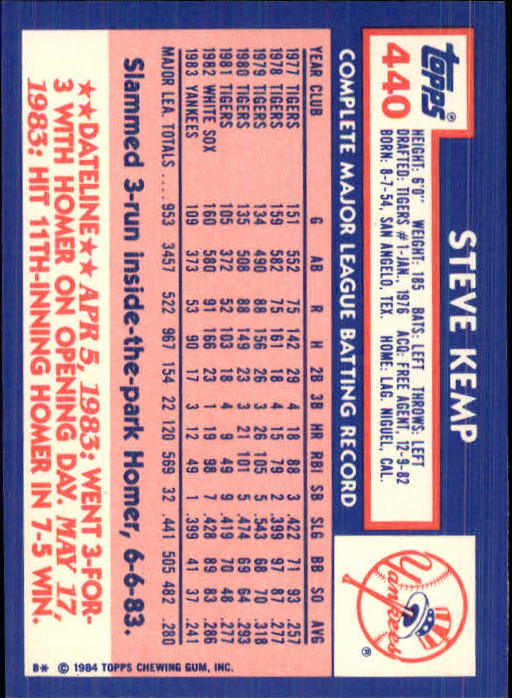 topps®
440
STEVE KEMP
HEIGHT: 6'0" WEIGHT: 185 BATS: LEFT THROWS: LEFT
DRAFTED: TIGERS #1-JAN., 1976 ACQ: FREE AGENT, 12-9-82
BORN: 8-7-54, SAN ANGELO, TEX. HOME: LAG. NIGUEL, CAL.
Yankees ®
COMPLETE MAJOR LEAGUE BATTING RECORD
YEAR CLUB G AB R H 2B 3B HR RBI SB SLG BB SO AVG
1977 TIGERS 151 552 75 142 29 4 18 88 3 .422 71 93 .257
1978 TIGERS 159 582 75 161 18 4 15 79 2 .399 97 87 .277
1979 TIGERS 134 490 88 156 26 3 26 105 5 .543 68 70 .318
1980 TIGERS 135 508 88 149 23 3 21 101 5 .474 69 64 .293
1981 TIGERS 105 372 52 103 18 4 9 49 9 .419 70 48 .277
1982 WHITE SOX 160 580 91 166 23 1 19 98 7 .428 89 83 .286
1983 YANKEES 109 373 53 90 17 3 12 49 1 .399 41 37 .241
MAJOR LEA. TOTALS .... 953 3457 522 967 154 22 120 569 32 .441 505 482 .280
Slammed 3-run inside-the-park Homer, 6-6-83.
★★DATELINE★★ APR 5, 1983: WENT 3-FOR-
3 WITH HOMER ON OPENING DAY. MAY 17,
1983: HIT 11TH-INNING HOMER IN 7-5 WIN.
B* © 1984 TOPPS CHEWING GUM, INC.